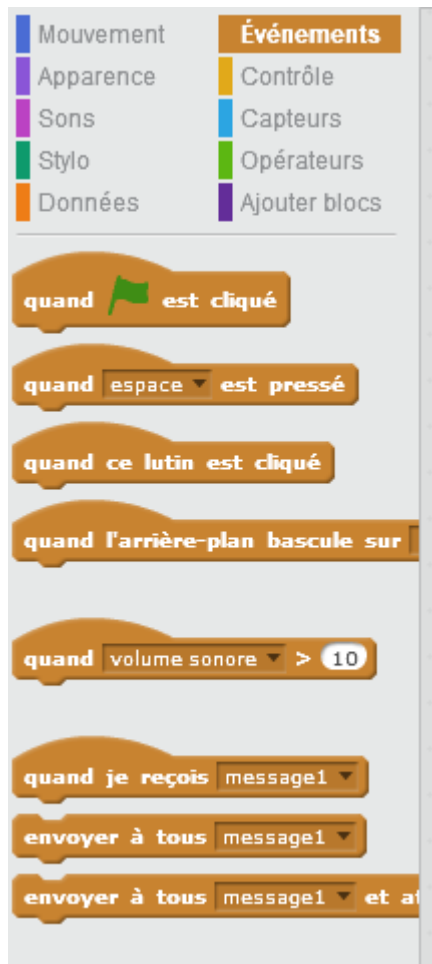 Mouvement Événements
Apparence Contrôle
Sons Capteurs
Stylo Opérateurs
Données Ajouter blocs
quand est cliqué
quand espace est pressé
quand ce lutin est cliqué
quand l'arrière-plan bascule sur
quand volume sonore > 10
quand je reçois message1
envoyer à tous message1
envoyer à tous message1 et